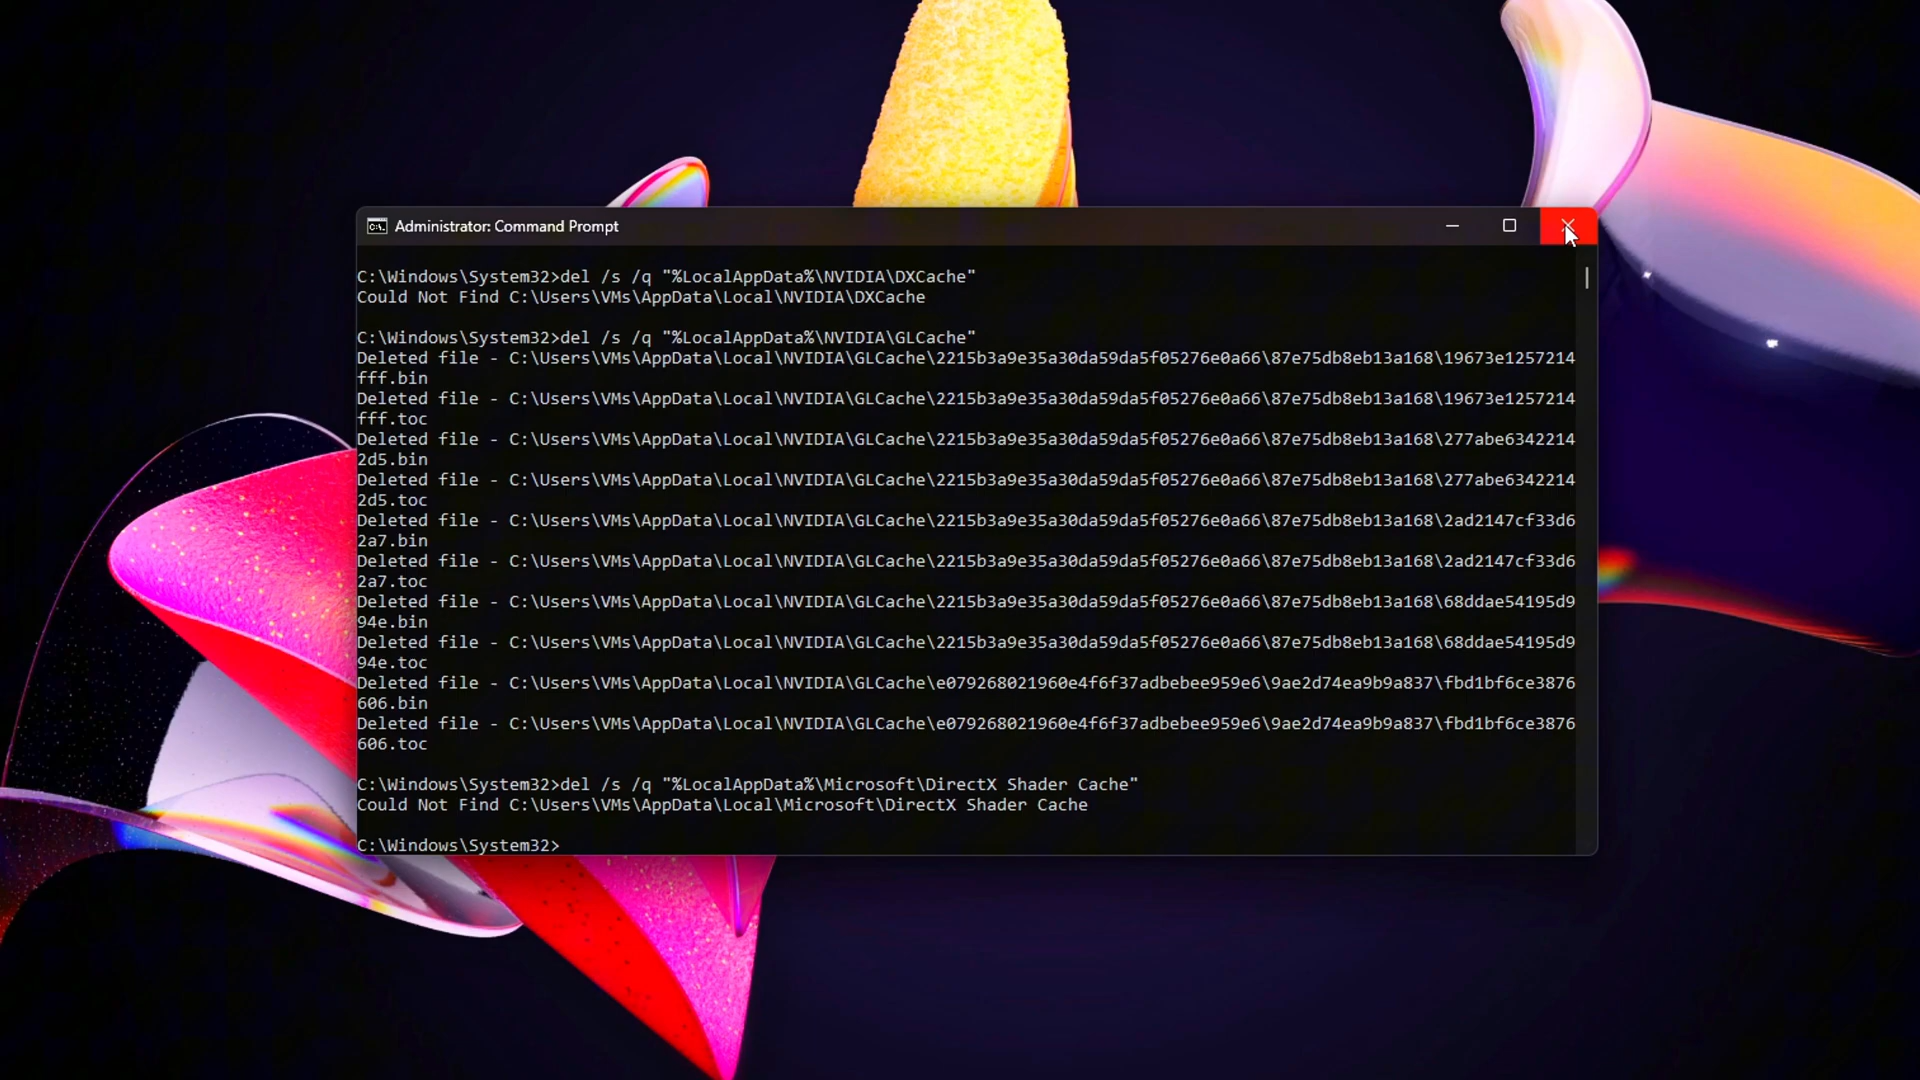 Administrator: Command Prompt
C:\Windows\System32>del /s /q "%LocalAppData%\NVIDIA\DXCache"
Could Not Find C:\Users\VMs\AppData\Local\NVIDIA\DXCache
C:\Windows\System32>del /s /q "%LocalAppData%\NVIDIA\GLCache"
Deleted file - C:\Users\VMs\AppData\Local\NVIDIA\GLCache\2215b3a9e35a30da59da5f05276e0a66\87e75db8eb13a168\19673e1257214
fff.bin
Deleted file - C:\Users\VMs\AppData\Local\NVIDIA\GLCache\2215b3a9e35a30da59da5f05276e0a66\87e75db8eb13a168\19673e1257214
fff.toc
Deleted file - C:\Users\VMs\AppData\Local\NVIDIA\GLCache\2215b3a9e35a30da59da5f05276e0a66\87e75db8eb13a168\277abe6342214
2d5.bin
Deleted file - C:\Users\VMs\AppData\Local\NVIDIA\GLCache\2215b3a9e35a30da59da5f05276e0a66\87e75db8eb13a168\277abe6342214
2d5.toc
Deleted file - C:\Users\VMs\AppData\Local\NVIDIA\GLCache\2215b3a9e35a30da59da5f05276e0a66\87e75db8eb13a168\2ad2147cf33d6
2a7.bin
Deleted file - C:\Users\VMs\AppData\Local\NVIDIA\GLCache\2215b3a9e35a30da59da5f05276e0a66\87e75db8eb13a168\2ad2147cf33d6
2a7.toc
Deleted file - C:\Users\VMs\AppData\Local\NVIDIA\GLCache\2215b3a9e35a30da59da5f05276e0a66\87e75db8eb13a168\68ddae54195d9
94e.bin
Deleted file - C:\Users\VMs\AppData\Local\NVIDIA\GLCache\2215b3a9e35a30da59da5f05276e0a66\87e75db8eb13a168\68ddae54195d9
94e.toc
Deleted file - C:\Users\VMs\AppData\Local\NVIDIA\GLCache\e079268021960e4f6f37adbebee959e6\9ae2d74ea9b9a837\fbd1bf6ce3876
606.bin
Deleted file - C:\Users\VMs\AppData\Local\NVIDIA\GLCache\e079268021960e4f6f37adbebee959e6\9ae2d74ea9b9a837\fbd1bf6ce3876
606.toc
C:\Windows\System32>del /s /q "%LocalAppData%\Microsoft\DirectX Shader Cache"
Could Not Find C:\Users\VMs\AppData\Local\Microsoft\DirectX Shader Cache
C:\Windows\System32>